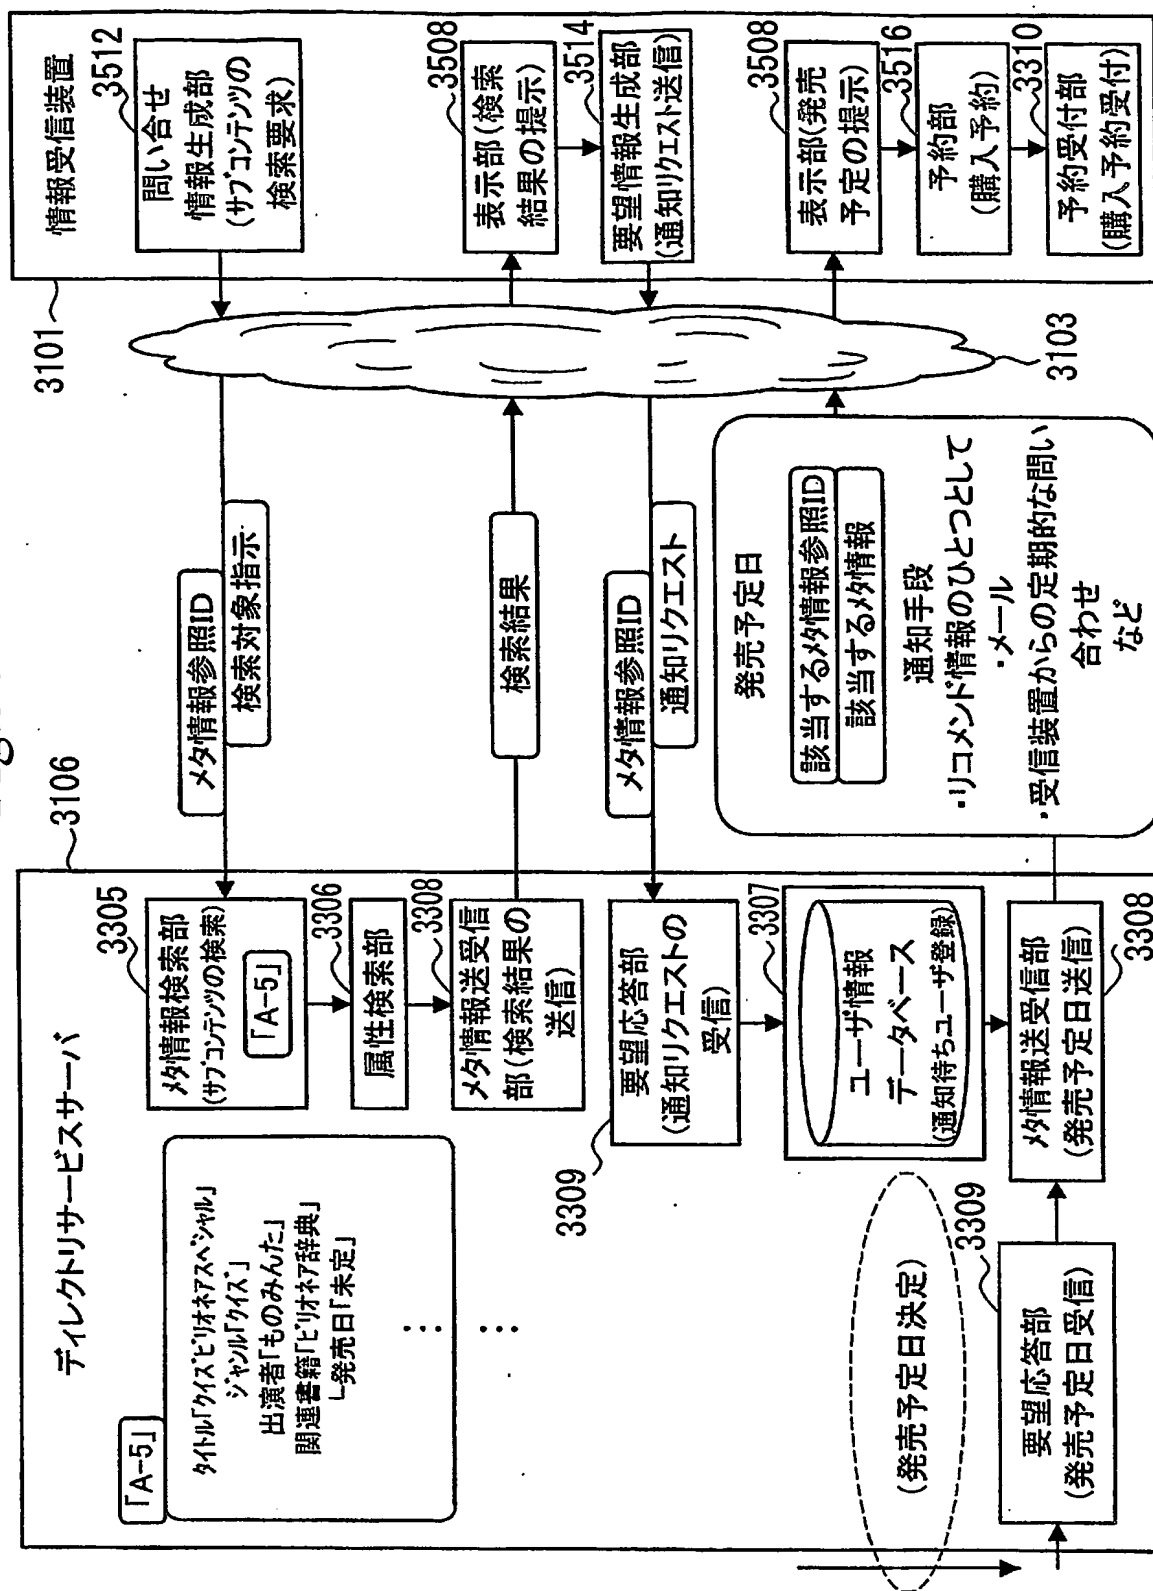 ディレクトリサービスサーバ
3106
「A-5」
タイトル「クイズビリオネアスペシャル」
ジャンル「クイズ」
出演者「ものみんた」
関連書籍「ビリオネア辞典」
└発売日「未定」
3305
メタ情報検索部
(サブコンテンツの検索)
「A-5」
3306
属性検索部
3308
メタ情報送受信
部(検索結果の
送信)
3309
要望応答部
(通知リクエストの
受信)
3307
ユーザ情報
データベース
(通知待ちユーザ登録)
(発売予定日決定)
3309
要望応答部
(発売予定日受信)
メタ情報送受信部
(発売予定日送信)
3308
メタ情報参照ID
検索対象指示
検索結果
メタ情報参照ID
通知リクエスト
発売予定日
該当するメタ情報参照ID
該当するメタ情報
通知手段
・リコメンド情報のひとつとして
・メール
・受信装置からの定期的な問い
合わせ
など
3103
3101
情報受信装置
3512
問い合せ
情報生成部
(サブコンテンツの
検索要求)
3508
表示部(検索
結果の提示)
3514
要望情報生成部
(通知リクエスト送信)
3508
表示部(発売
予定の提示)
3516
予約部
(購入予約)
3310
予約受付部
(購入予約受付)